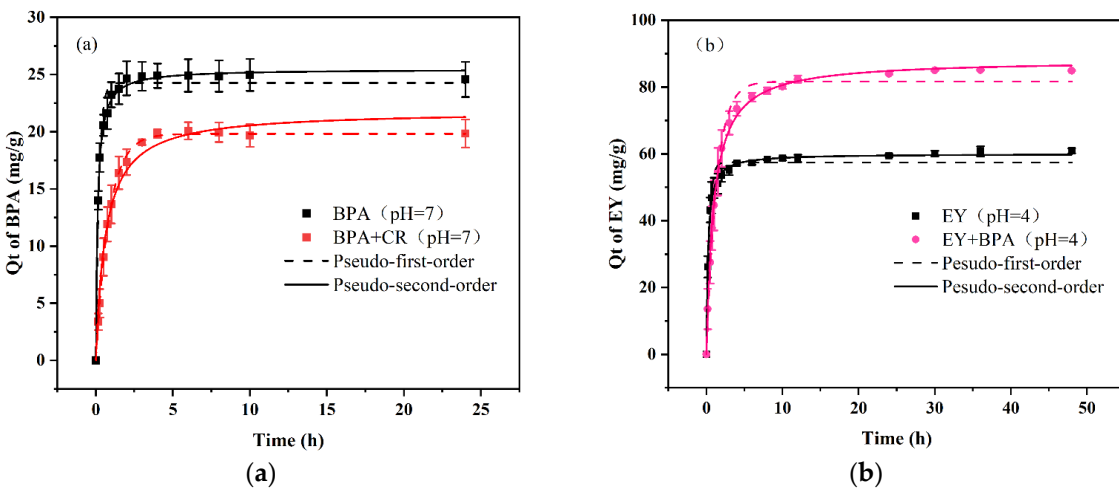 (a)
Qt of BPA (mg/g)
30
25
20
15
10
5
0
BPA（pH=7）
BPA+CR（pH=7）
Pseudo-first-order
Pseudo-second-order
0 5 10 15 20 25
Time (h)
(a)
（b）
Qt of EY (mg/g)
100
80
60
40
20
0
EY（pH=4）
EY+BPA（pH=4）
Pesudo-first-order
Pesudo-second-order
0 10 20 30 40 50
Time (h)
(b)